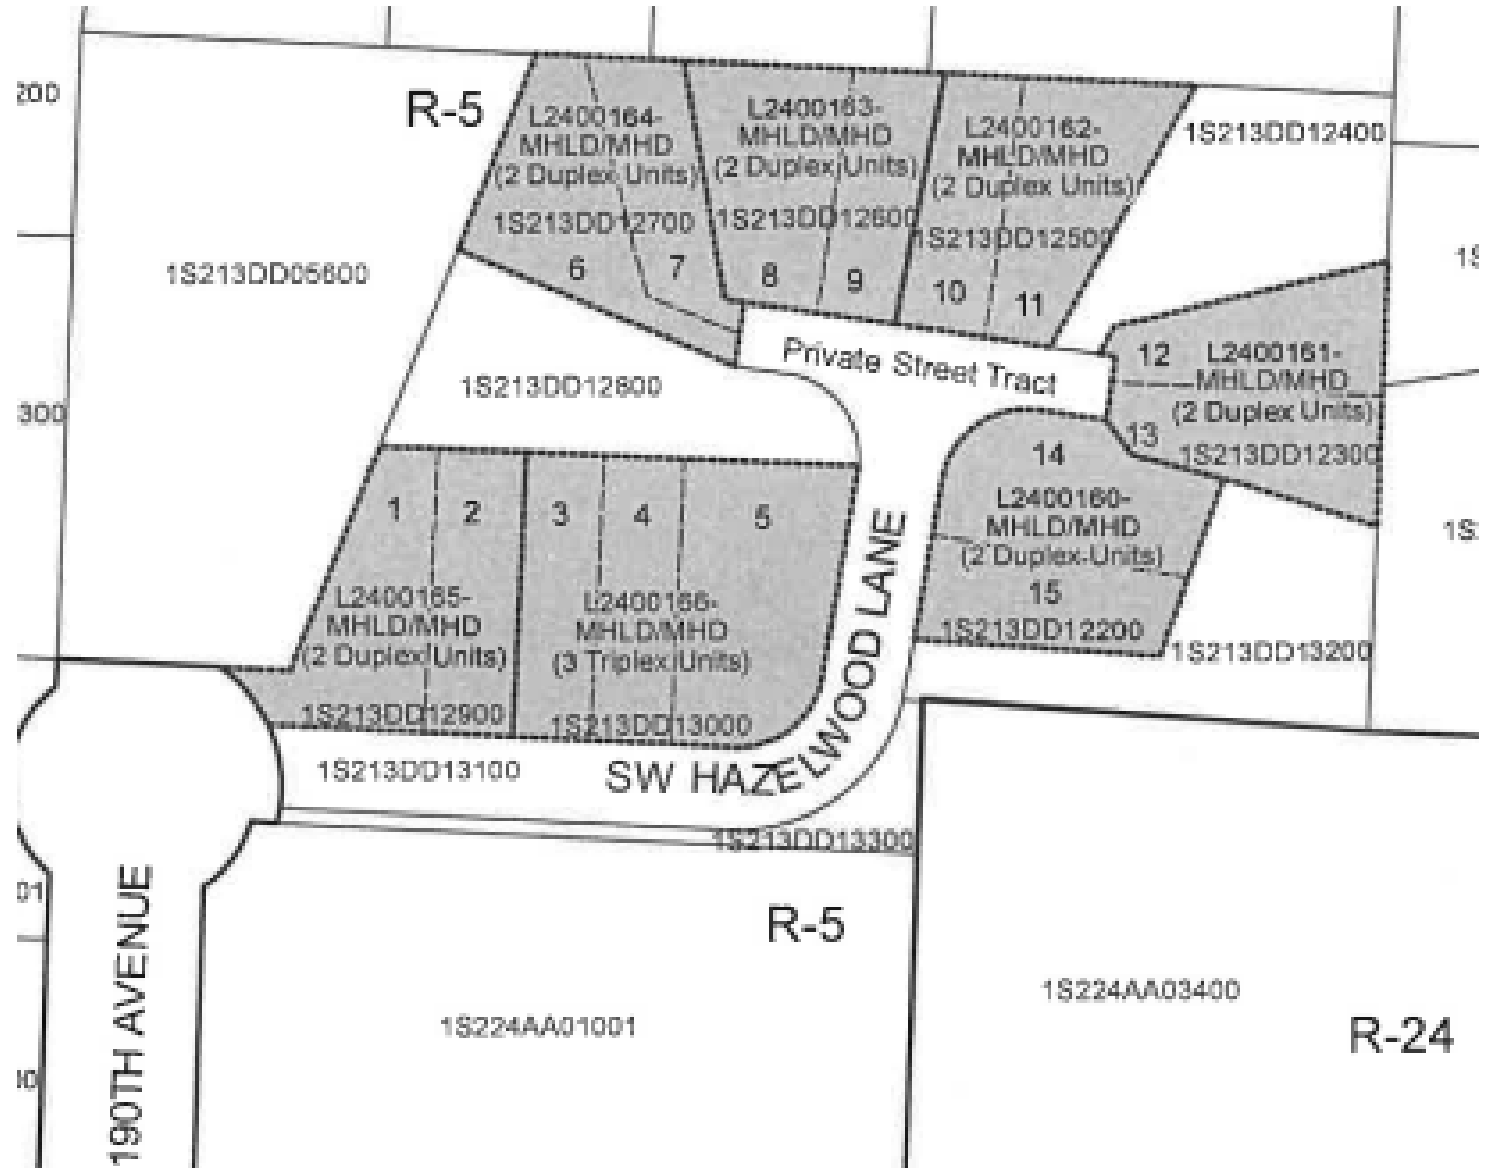 200
R-5
L2400164-
MHLD/MHD
(2 Duplex Units)
1S213DD12700
6
7
L2400163-
MHLD/MHD
(2 Duplex Units)
1S213DD12600
8
9
L2400162-
MHLD/MHD
(2 Duplex Units)
1S213DD12500
10
11
1S213DD12400
1S213DD05600
300
1S213DD12800
Private Street Tract
12
L2400161-
MHLD/MHD
(2 Duplex Units)
13
1S213DD12300
14
L2400160-
MHLD/MHD
(2 Duplex Units)
15
1S213DD12200
1S213DD13200
1
2
L2400165-
MHLD/MHD
(2 Duplex Units)
1S213DD12900
3
4
5
L2400166-
MHLD/MHD
(3 Triplex Units)
1S213DD13000
1S213DD13100
SW HAZELWOOD LANE
1S213DD13300
01
190TH AVENUE
R-5
1S224AA01001
1S224AA03400
R-24